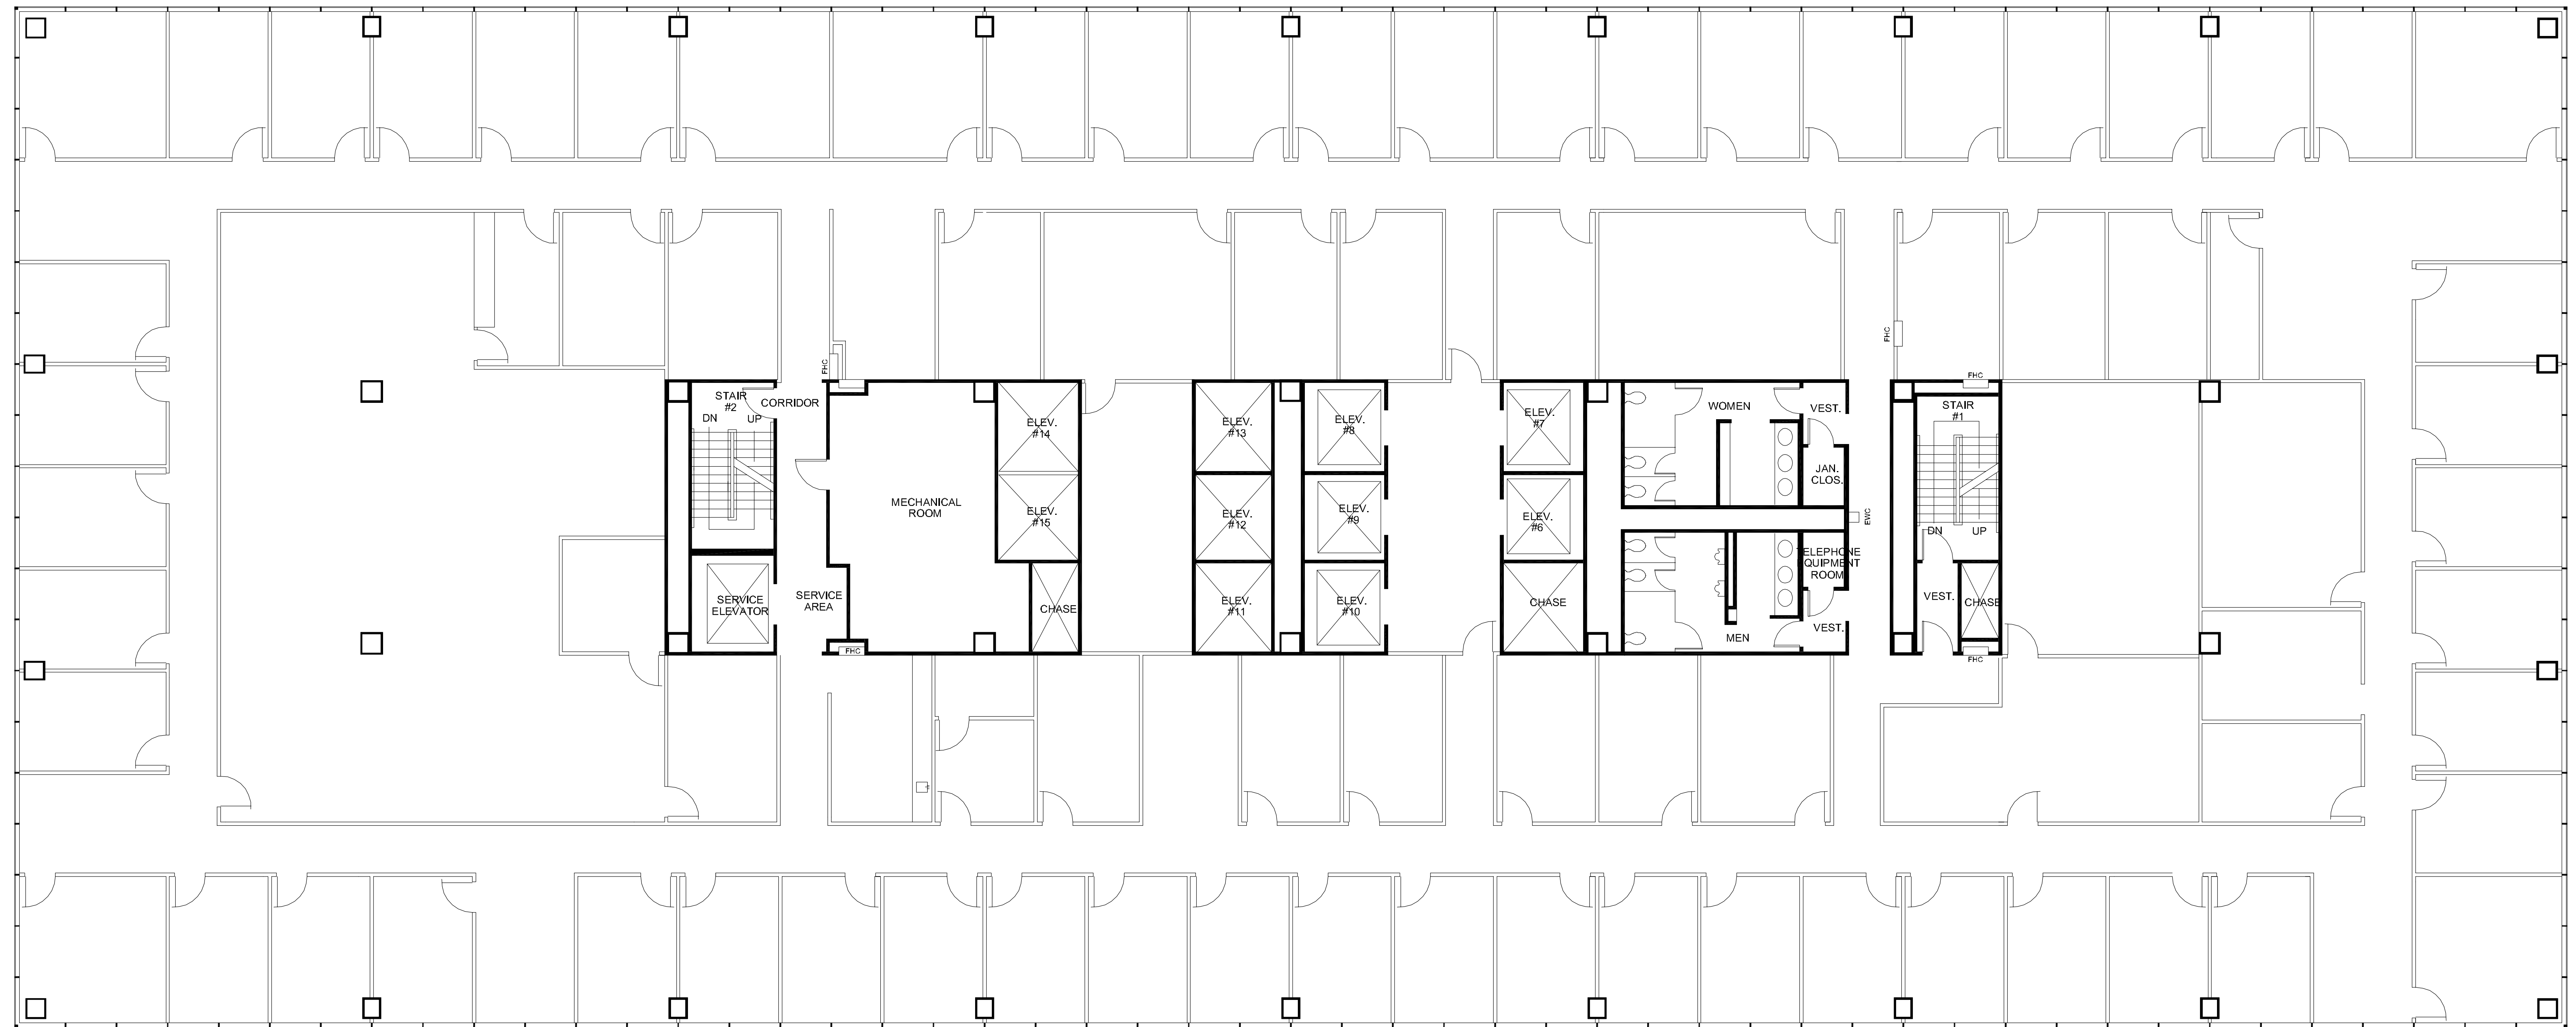 FHC
FHC
FHC
STAIR
#2
DN
UP
CORRIDOR
MECHANICAL
ROOM
SERVICE
ELEVATOR
SERVICE
AREA
FHC
ELEV.
#14
ELEV.
#15
CHASE
ELEV.
#13
ELEV.
#12
ELEV.
#11
ELEV.
#8
ELEV.
#9
ELEV.
#10
ELEV.
#7
ELEV.
#6
CHASE
WOMEN
VEST.
JAN.
CLOS.
EWC
TELEPHONE
EQUIPMENT
ROOM
MEN
VEST.
STAIR
#1
DN
UP
VEST.
CHASE
FHC